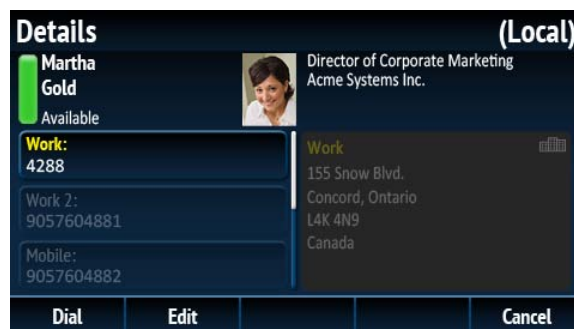 Details
(Local)
Martha
Gold
Available
Director of Corporate Marketing
Acme Systems Inc.
Work:
4288
Work 2:
9057604881
Mobile:
9057604882
Work
155 Snow Blvd.
Concord, Ontario
L4K 4N9
Canada
Dial
Edit
Cancel